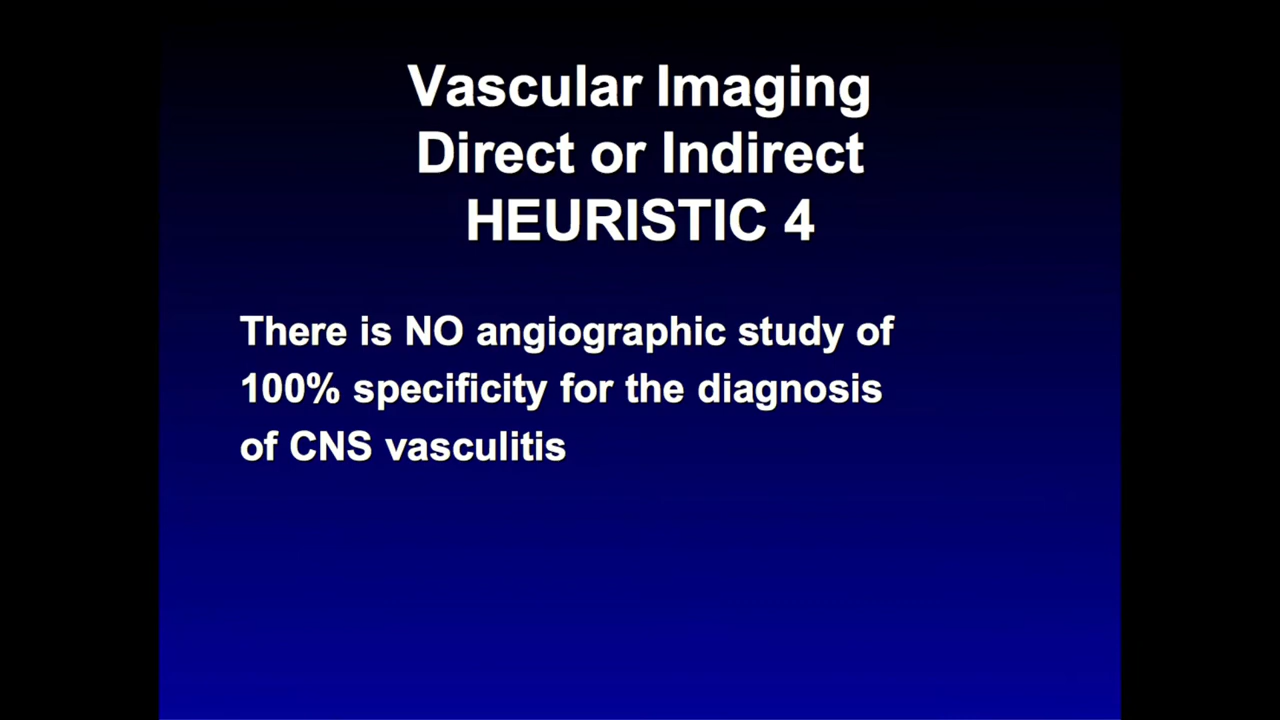 Vascular Imaging
Direct or Indirect
HEURISTIC 4
There is NO angiographic study of
100% specificity for the diagnosis
of CNS vasculitis